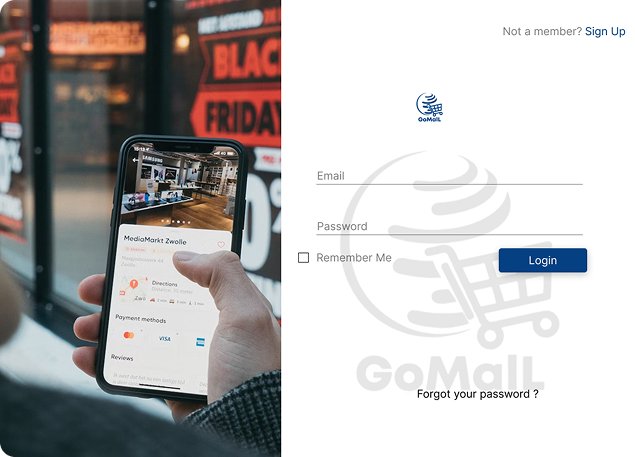 BLACK
FRIDAY
SAMSUNG
MediaMarkt Zwolle
Directions
Payment methods
VISA
Reviews
Not a member? Sign Up
GoMalL
Email
Password
Remember Me
Login
GoMalL
Forgot your password ?